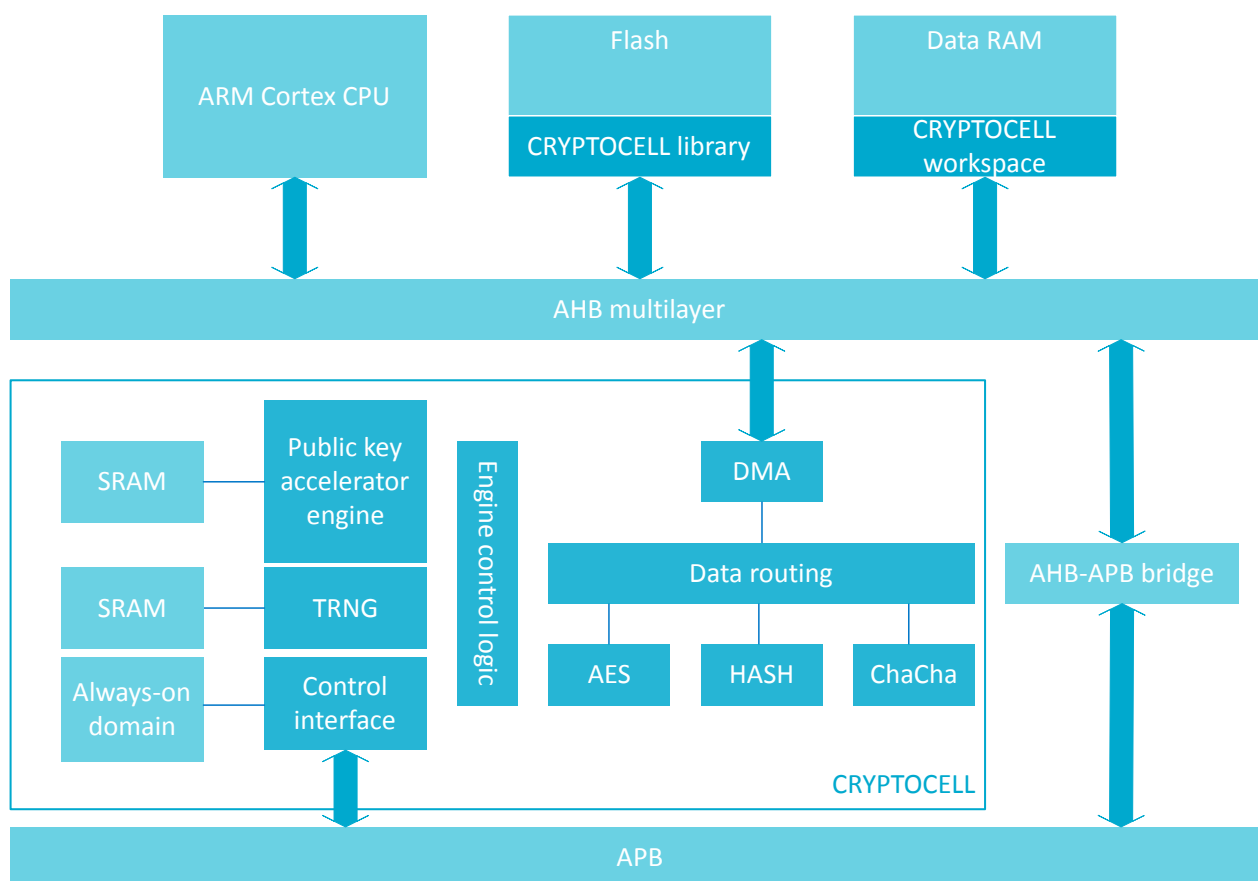 ARM Cortex CPU
Flash
CRYPTOCELL library
Data RAM
CRYPTOCELL
workspace
AHB multilayer
SRAM
Public key
accelerator
engine
Engine control logic
DMA
Data routing
AHB-APB bridge
SRAM
TRNG
AES
HASH
ChaCha
Always-on
domain
Control
interface
CRYPTOCELL
APB